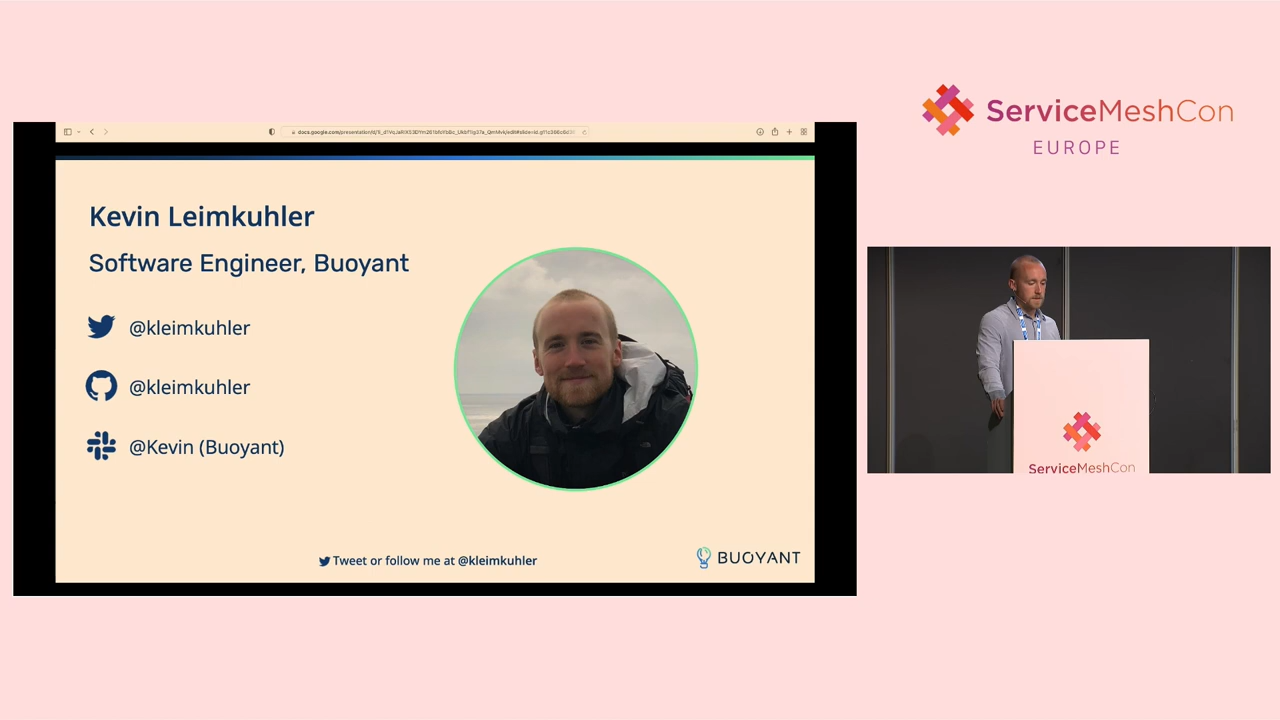 Kevin Leimkuhler
Software Engineer, Buoyant
@kleimkuhler
@kleimkuhler
@Kevin (Buoyant)
Tweet or follow me at @kleimkuhler
BUOYANT
ServiceMeshCon
EUROPE
ServiceMeshCon